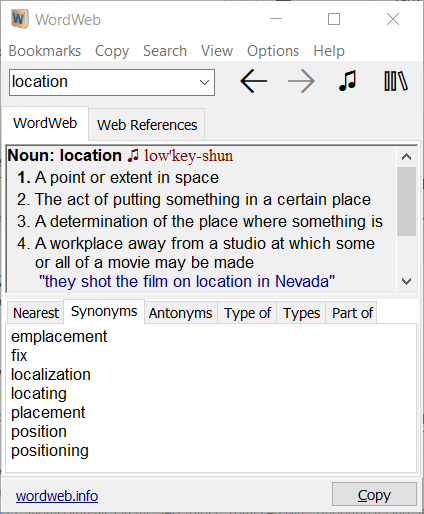 WordWeb
Bookmarks Copy Search View Options Help
location
WordWeb Web References
Noun: location ♫ low'key-shun
1. A point or extent in space
2. The act of putting something in a certain place
3. A determination of the place where something is
4. A workplace away from a studio at which some
or all of a movie may be made
"they shot the film on location in Nevada"
Nearest Synonyms Antonyms Type of Types Part of
emplacement
fix
localization
locating
placement
position
positioning
wordweb.info Copy